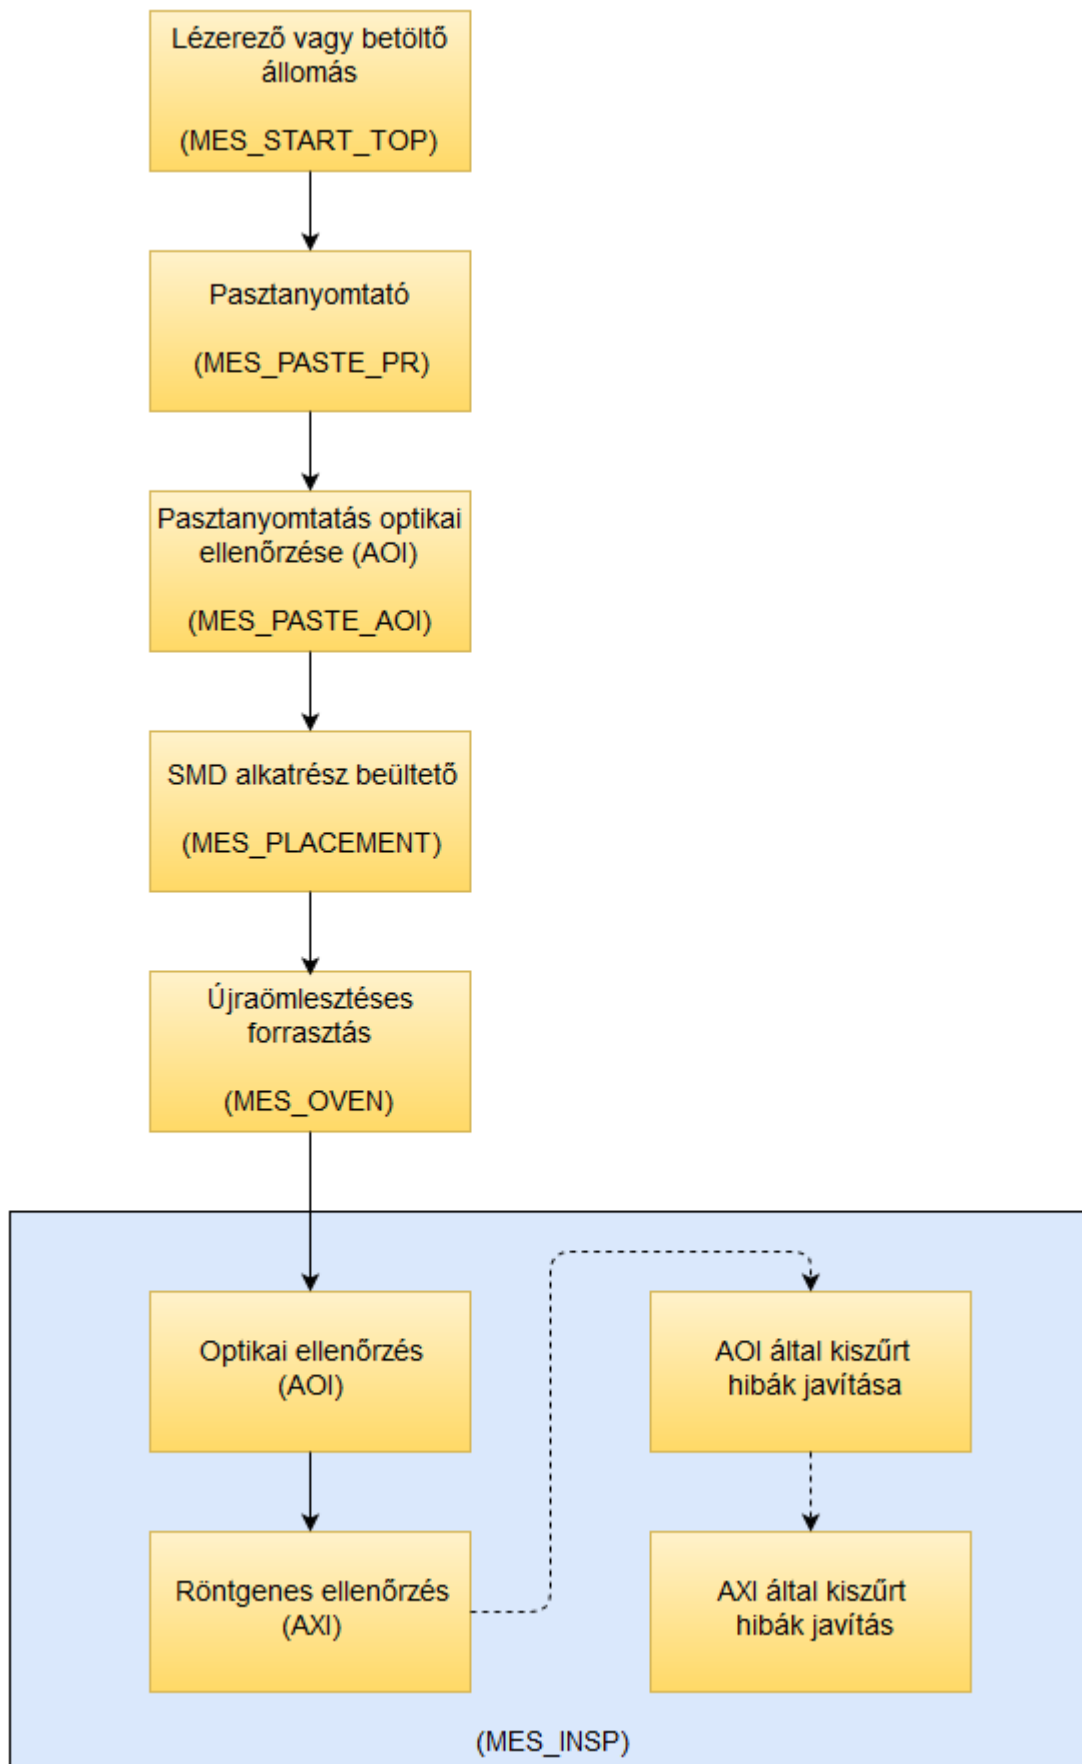 Lézerező vagy betöltő
állomás
(MES_START_TOP)
Pasztanyomtató
(MES_PASTE_PR)
Pasztanyomtatás optikai
ellenőrzése (AOI)
(MES_PASTE_AOI)
SMD alkatrész beültető
(MES_PLACEMENT)
Újraömlesztéses
forrasztás
(MES_OVEN)
Optikai ellenőrzés
(AOI)
Röntgenes ellenőrzés
(AXI)
AOI által kiszűrt
hibák javítása
AXI által kiszűrt
hibák javítás
(MES_INSP)